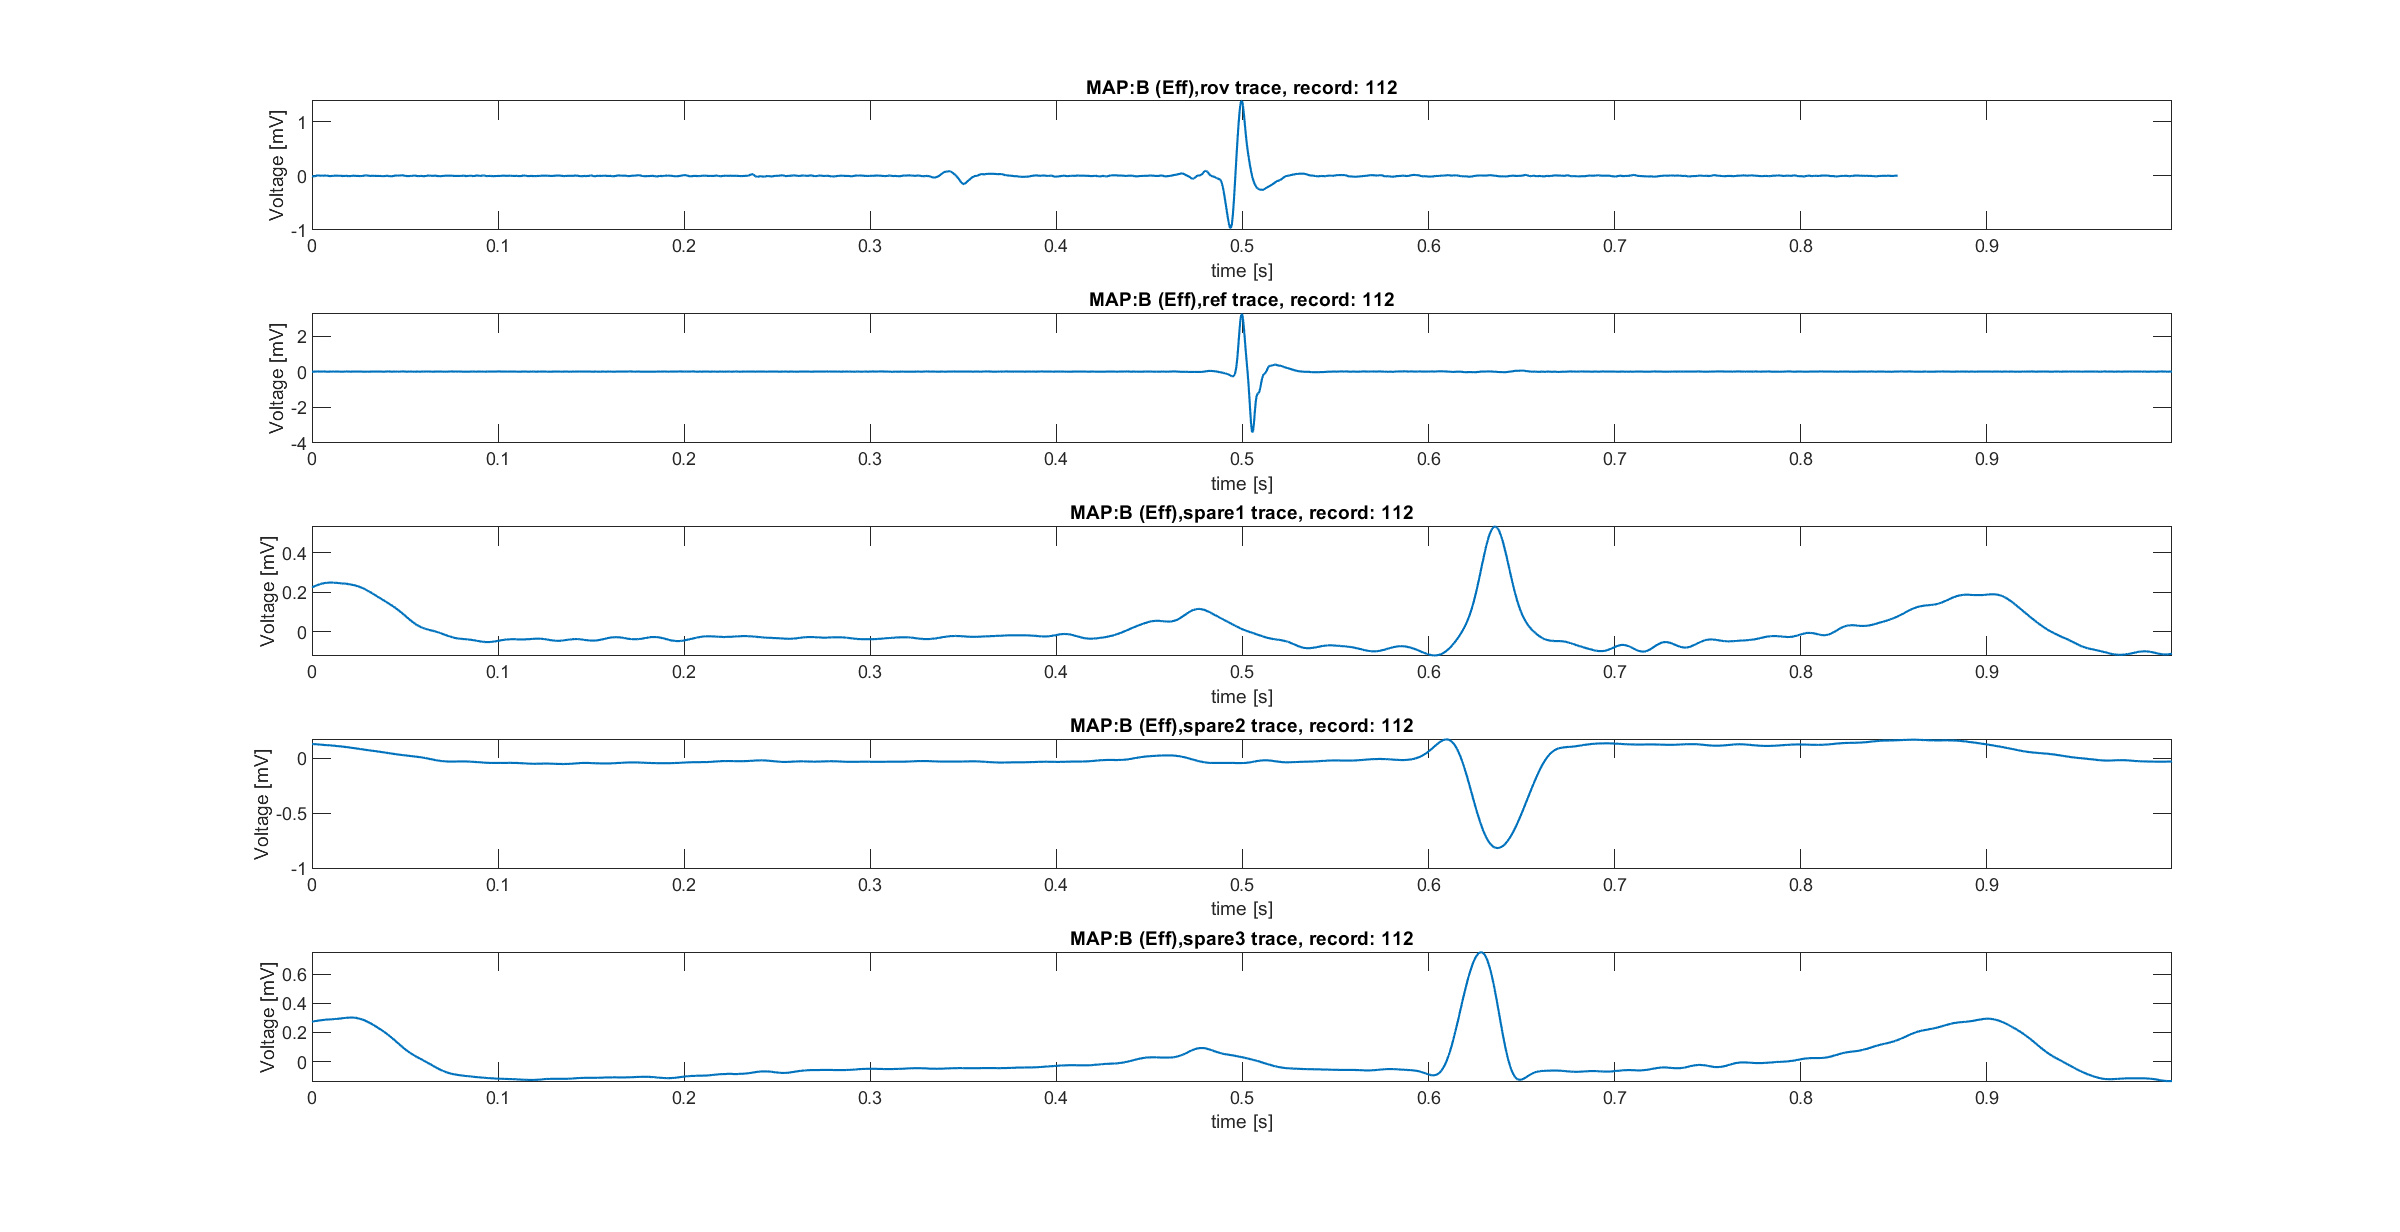 MAP:B (Eff),rov trace, record: 112
Voltage [mV]
1
0
-1
0 0.1 0.2 0.3 0.4 0.5 0.6 0.7 0.8 0.9
time [s]
MAP:B (Eff),ref trace, record: 112
Voltage [mV]
2
0
-2
-4
0 0.1 0.2 0.3 0.4 0.5 0.6 0.7 0.8 0.9
time [s]
MAP:B (Eff),spare1 trace, record: 112
Voltage [mV]
0.4
0.2
0
0 0.1 0.2 0.3 0.4 0.5 0.6 0.7 0.8 0.9
time [s]
MAP:B (Eff),spare2 trace, record: 112
Voltage [mV]
0
-0.5
-1
0 0.1 0.2 0.3 0.4 0.5 0.6 0.7 0.8 0.9
time [s]
MAP:B (Eff),spare3 trace, record: 112
Voltage [mV]
0.6
0.4
0.2
0
0 0.1 0.2 0.3 0.4 0.5 0.6 0.7 0.8 0.9
time [s]